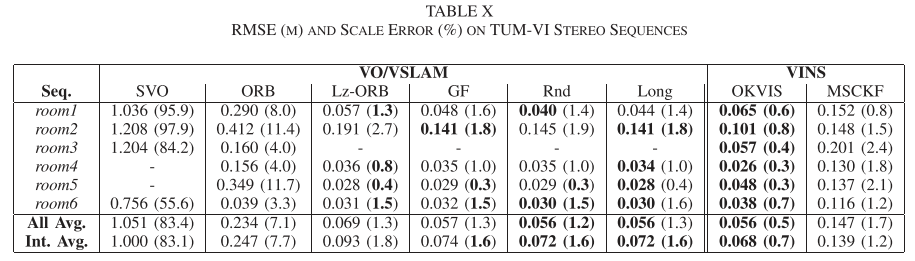 TABLE X
RMSE (M) AND SCALE ERROR (%) ON TUM-VI STEREO SEQUENCES
VO/VSLAM VINS
Seq. SVO ORB Lz-ORB GF Rnd Long OKVIS MSCKF
room1 1.036 (95.9) 0.290 (8.0) 0.057 (1.3) 0.048 (1.6) 0.040 (1.4) 0.044 (1.4) 0.065 (0.6) 0.152 (0.8)
room2 1.208 (97.9) 0.412 (11.4) 0.191 (2.7) 0.141 (1.8) 0.145 (1.9) 0.141 (1.8) 0.101 (0.8) 0.148 (1.5)
room3 1.204 (84.2) 0.160 (4.0) - - - - 0.057 (0.4) 0.201 (2.4)
room4 - 0.156 (4.0) 0.036 (0.8) 0.035 (1.0) 0.035 (1.0) 0.034 (1.0) 0.026 (0.3) 0.130 (1.8)
room5 - 0.349 (11.7) 0.028 (0.4) 0.029 (0.3) 0.029 (0.3) 0.028 (0.4) 0.048 (0.3) 0.137 (2.1)
room6 0.756 (55.6) 0.039 (3.3) 0.031 (1.5) 0.032 (1.5) 0.030 (1.5) 0.030 (1.6) 0.038 (0.7) 0.116 (1.2)
All Avg. 1.051 (83.4) 0.234 (7.1) 0.069 (1.3) 0.057 (1.3) 0.056 (1.2) 0.056 (1.3) 0.056 (0.5) 0.147 (1.7)
Int. Avg. 1.000 (83.1) 0.247 (7.7) 0.093 (1.8) 0.074 (1.6) 0.072 (1.6) 0.072 (1.6) 0.068 (0.7) 0.139 (1.2)